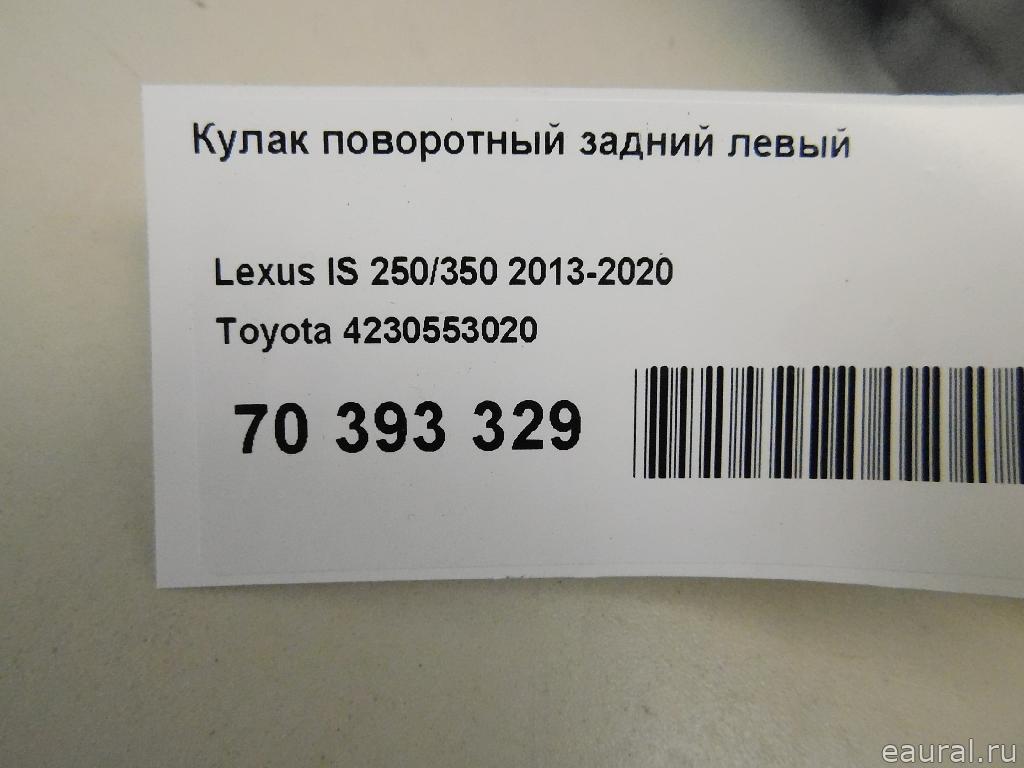 Кулак поворотный задний левый
Lexus IS 250/350 2013-2020
Toyota 4230553020
70 393 329
eaural.ru